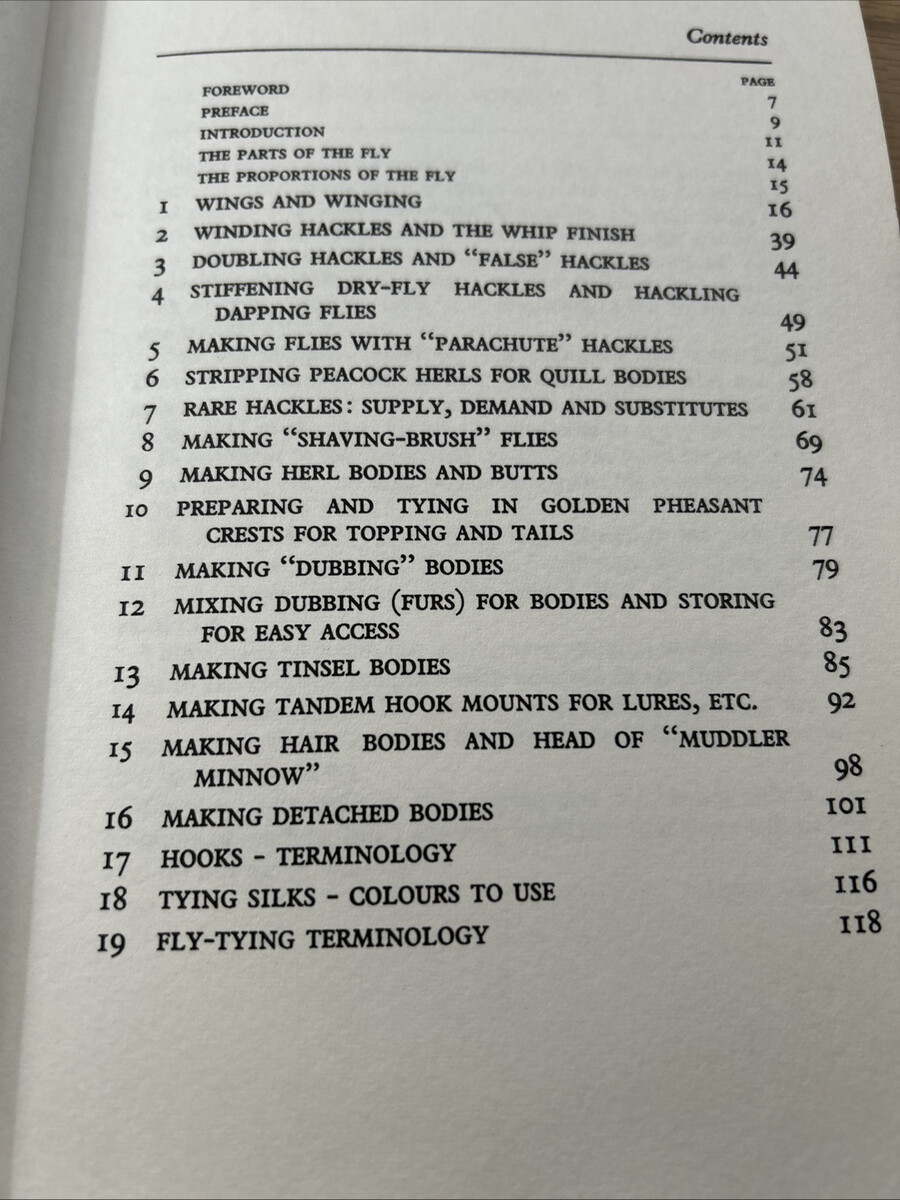 Contents
PAGE
FOREWORD 7
PREFACE 9
INTRODUCTION 11
THE PARTS OF THE FLY 14
THE PROPORTIONS OF THE FLY 15
1 WINGS AND WINGING 16
2 WINDING HACKLES AND THE WHIP FINISH 39
3 DOUBLING HACKLES AND “FALSE” HACKLES 44
4 STIFFENING DRY-FLY HACKLES AND HACKLING
DAPPING FLIES 49
5 MAKING FLIES WITH “PARACHUTE” HACKLES 51
6 STRIPPING PEACOCK HERLS FOR QUILL BODIES 58
7 RARE HACKLES: SUPPLY, DEMAND AND SUBSTITUTES 61
8 MAKING “SHAVING-BRUSH” FLIES 69
9 MAKING HERL BODIES AND BUTTS 74
10 PREPARING AND TYING IN GOLDEN PHEASANT
CRESTS FOR TOPPING AND TAILS 77
11 MAKING “DUBBING” BODIES 79
12 MIXING DUBBING (FURS) FOR BODIES AND STORING
FOR EASY ACCESS 83
13 MAKING TINSEL BODIES 85
14 MAKING TANDEM HOOK MOUNTS FOR LURES, ETC. 92
15 MAKING HAIR BODIES AND HEAD OF “MUDDLER
MINNOW” 98
16 MAKING DETACHED BODIES 101
17 HOOKS - TERMINOLOGY 111
18 TYING SILKS - COLOURS TO USE 116
19 FLY-TYING TERMINOLOGY 118